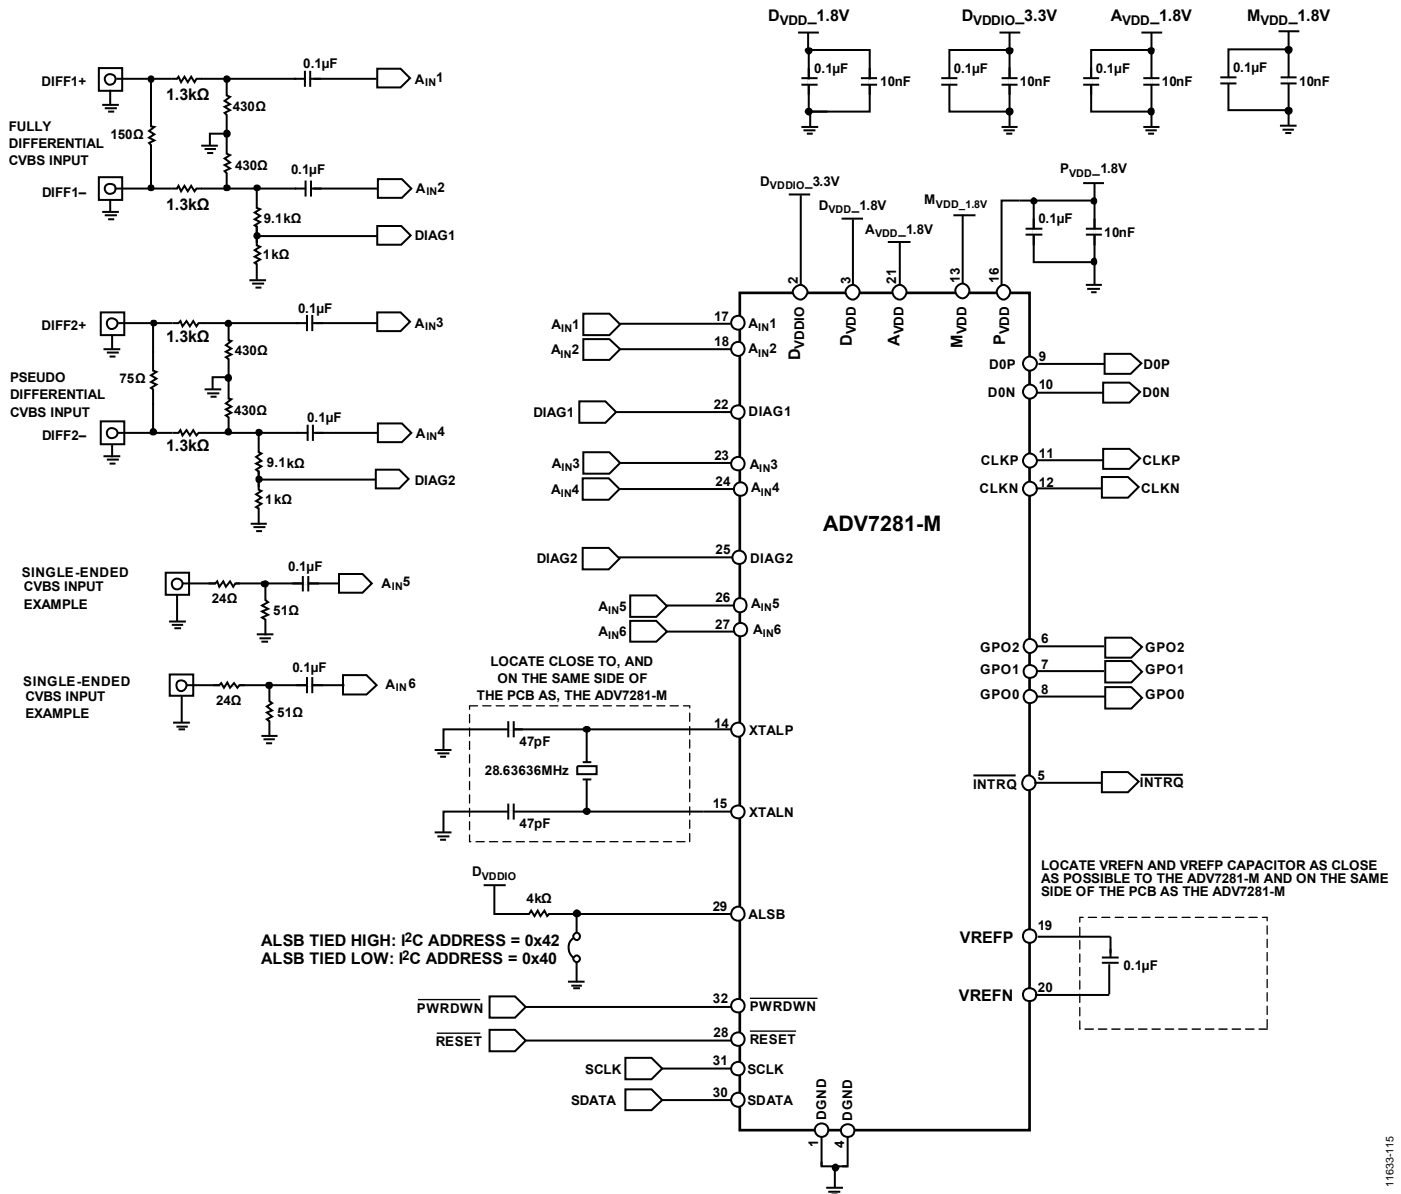 DVDD_1.8V
DVDDIO_3.3V
AVDD_1.8V
MVDD_1.8V
0.1µF
10nF
0.1µF
10nF
0.1µF
10nF
0.1µF
10nF
DIFF1+
1.3kΩ
0.1µF
AIN1
430Ω
FULLY
DIFFERENTIAL
CVBS INPUT
150Ω
430Ω
0.1µF
DIFF1–
1.3kΩ
AIN2
9.1kΩ
DIAG1
1kΩ
DIFF2+
1.3kΩ
0.1µF
AIN3
430Ω
PSEUDO
DIFFERENTIAL
CVBS INPUT
75Ω
430Ω
0.1µF
DIFF2–
1.3kΩ
AIN4
9.1kΩ
DIAG2
1kΩ
SINGLE-ENDED
CVBS INPUT
EXAMPLE
24Ω
0.1µF
51Ω
AIN5
SINGLE-ENDED
CVBS INPUT
EXAMPLE
24Ω
0.1µF
51Ω
AIN6
DVDDIO_3.3V
DVDD_1.8V
AVDD_1.8V
MVDD_1.8V
PVDD_1.8V
0.1µF
10nF
2
3
21
13
16
DVDDIO
DVDD
AVDD
MVDD
PVDD
AIN1
17
AIN1
AIN2
18
AIN2
DIAG1
22
DIAG1
AIN3
23
AIN3
AIN4
24
AIN4
ADV7281-M
DIAG2
25
DIAG2
AIN5
26
AIN5
AIN6
27
AIN6
D0P
9
D0P
D0N
10
D0N
CLKP
11
CLKP
CLKN
12
CLKN
GPO2
6
GPO2
GPO1
7
GPO1
GPO0
8
GPO0
INTRQ
5
INTRQ
LOCATE CLOSE TO, AND
ON THE SAME SIDE OF
THE PCB AS, THE ADV7281-M
47pF
14
XTALP
28.63636MHz
47pF
15
XTALN
DVDDIO
4kΩ
29
ALSB
ALSB TIED HIGH: I2C ADDRESS = 0x42
ALSB TIED LOW: I2C ADDRESS = 0x40
LOCATE VREFN AND VREFP CAPACITOR AS CLOSE
AS POSSIBLE TO THE ADV7281-M AND ON THE SAME
SIDE OF THE PCB AS THE ADV7281-M
VREFP
19
0.1µF
VREFN
20
PWRDWN
32
PWRDWN
RESET
28
RESET
SCLK
31
SCLK
SDATA
30
SDATA
DGND
DGND
1
4
11633-115